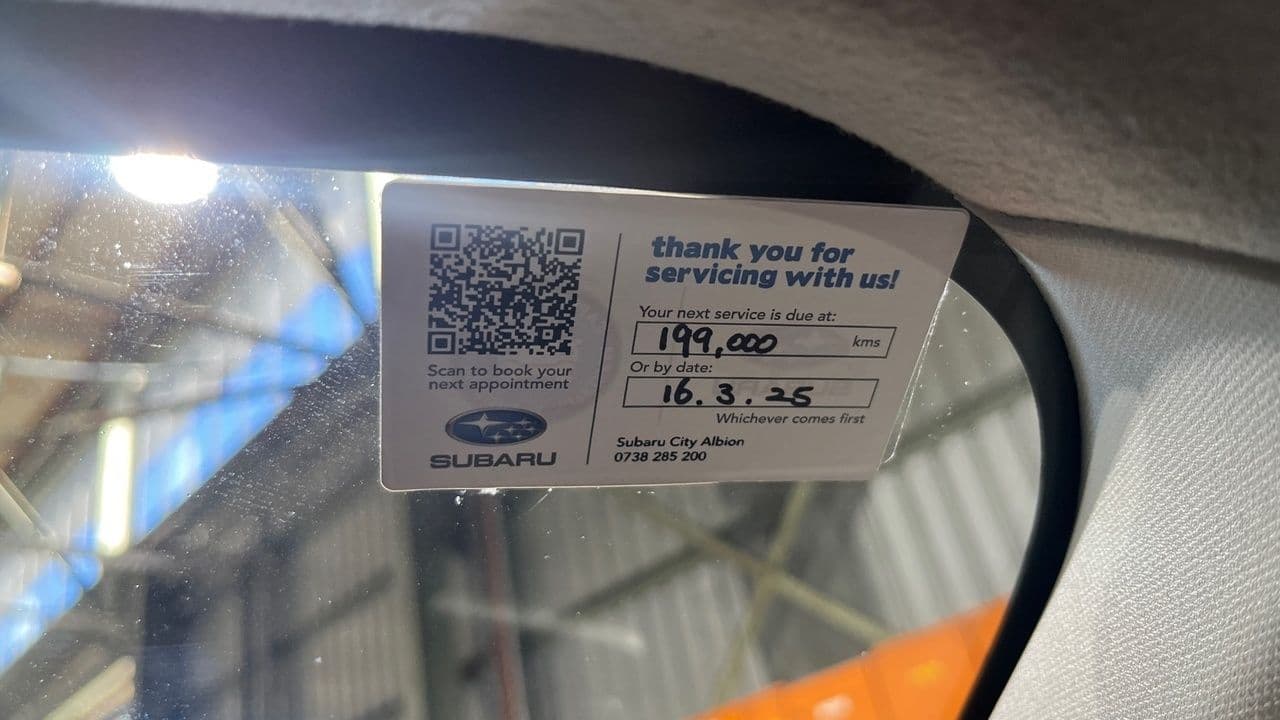 Scan to book your
next appointment
SUBARU
thank you for
servicing with us!
Your next service is due at:
199,000 kms
Or by date:
16.3.25
Whichever comes first
Subaru City Albion
0738 285 200